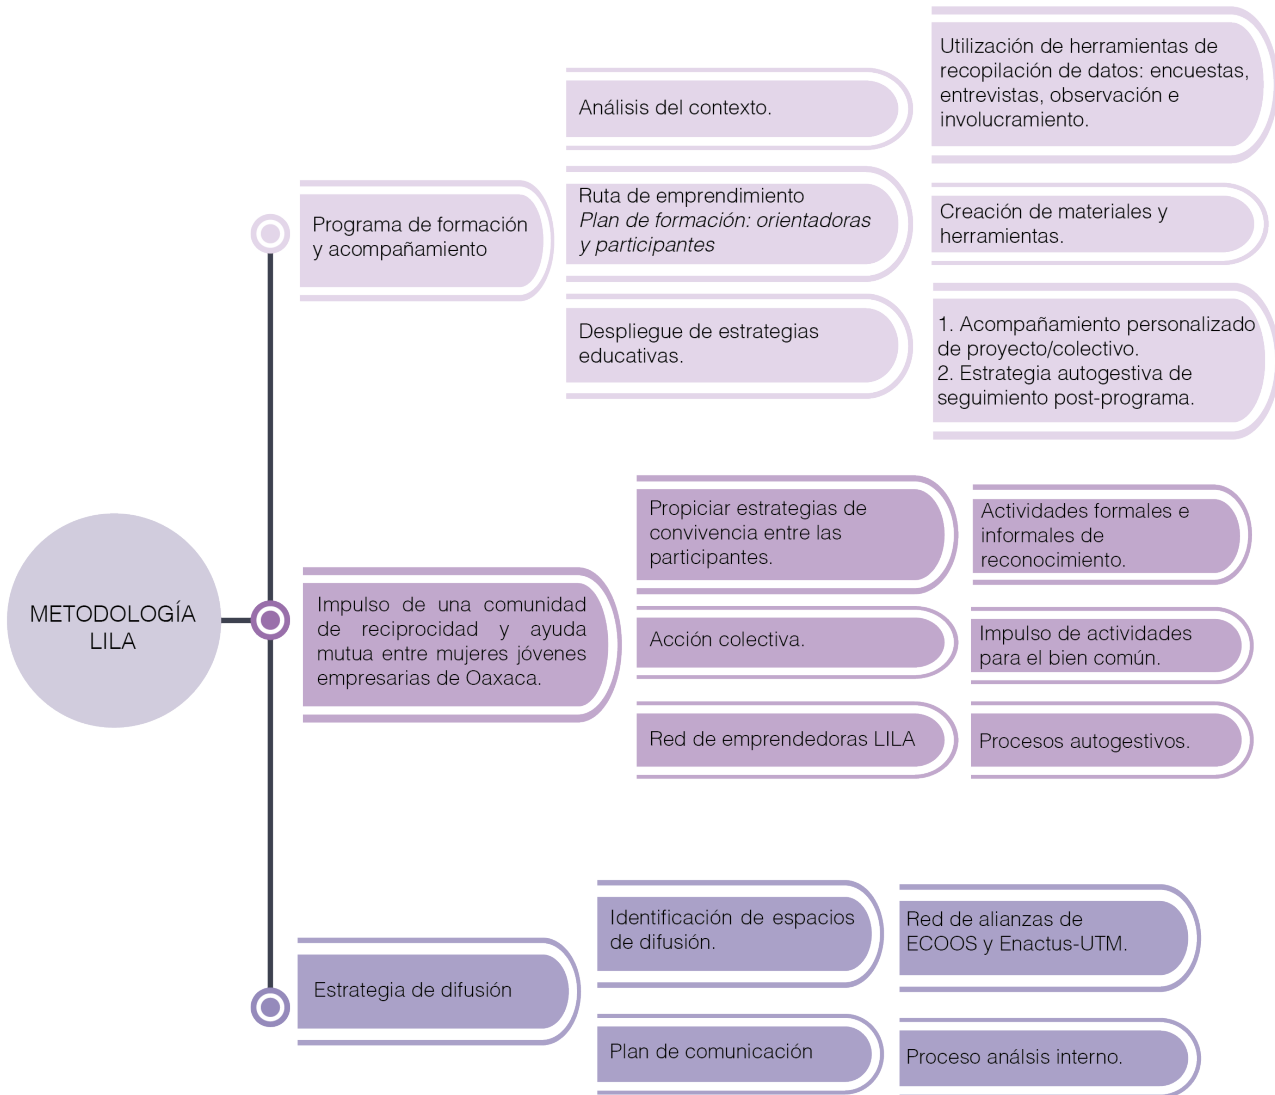 METODOLOGÍA
LILA
Programa de formación
y acompañamiento
Análisis del contexto.
Utilización de herramientas de
recopilación de datos: encuestas,
entrevistas, observación e
involucramiento.
Ruta de emprendimiento
Plan de formación: orientadoras
y participantes
Creación de materiales y
herramientas.
Despliegue de estrategias
educativas.
1. Acompañamiento personalizado
de proyecto/colectivo.
2. Estrategia autogestiva de
seguimiento post-programa.
Impulso de una comunidad
de reciprocidad y ayuda
mutua entre mujeres jóvenes
empresarias de Oaxaca.
Propiciar estrategias de
convivencia entre las
participantes.
Actividades formales e
informales de
reconocimiento.
Acción colectiva.
Impulso de actividades
para el bien común.
Red de emprendedoras LILA
Procesos autogestivos.
Estrategia de difusión
Identificación de espacios
de difusión.
Red de alianzas de
ECOOS y Enactus-UTM.
Plan de comunicación
Proceso análsis interno.